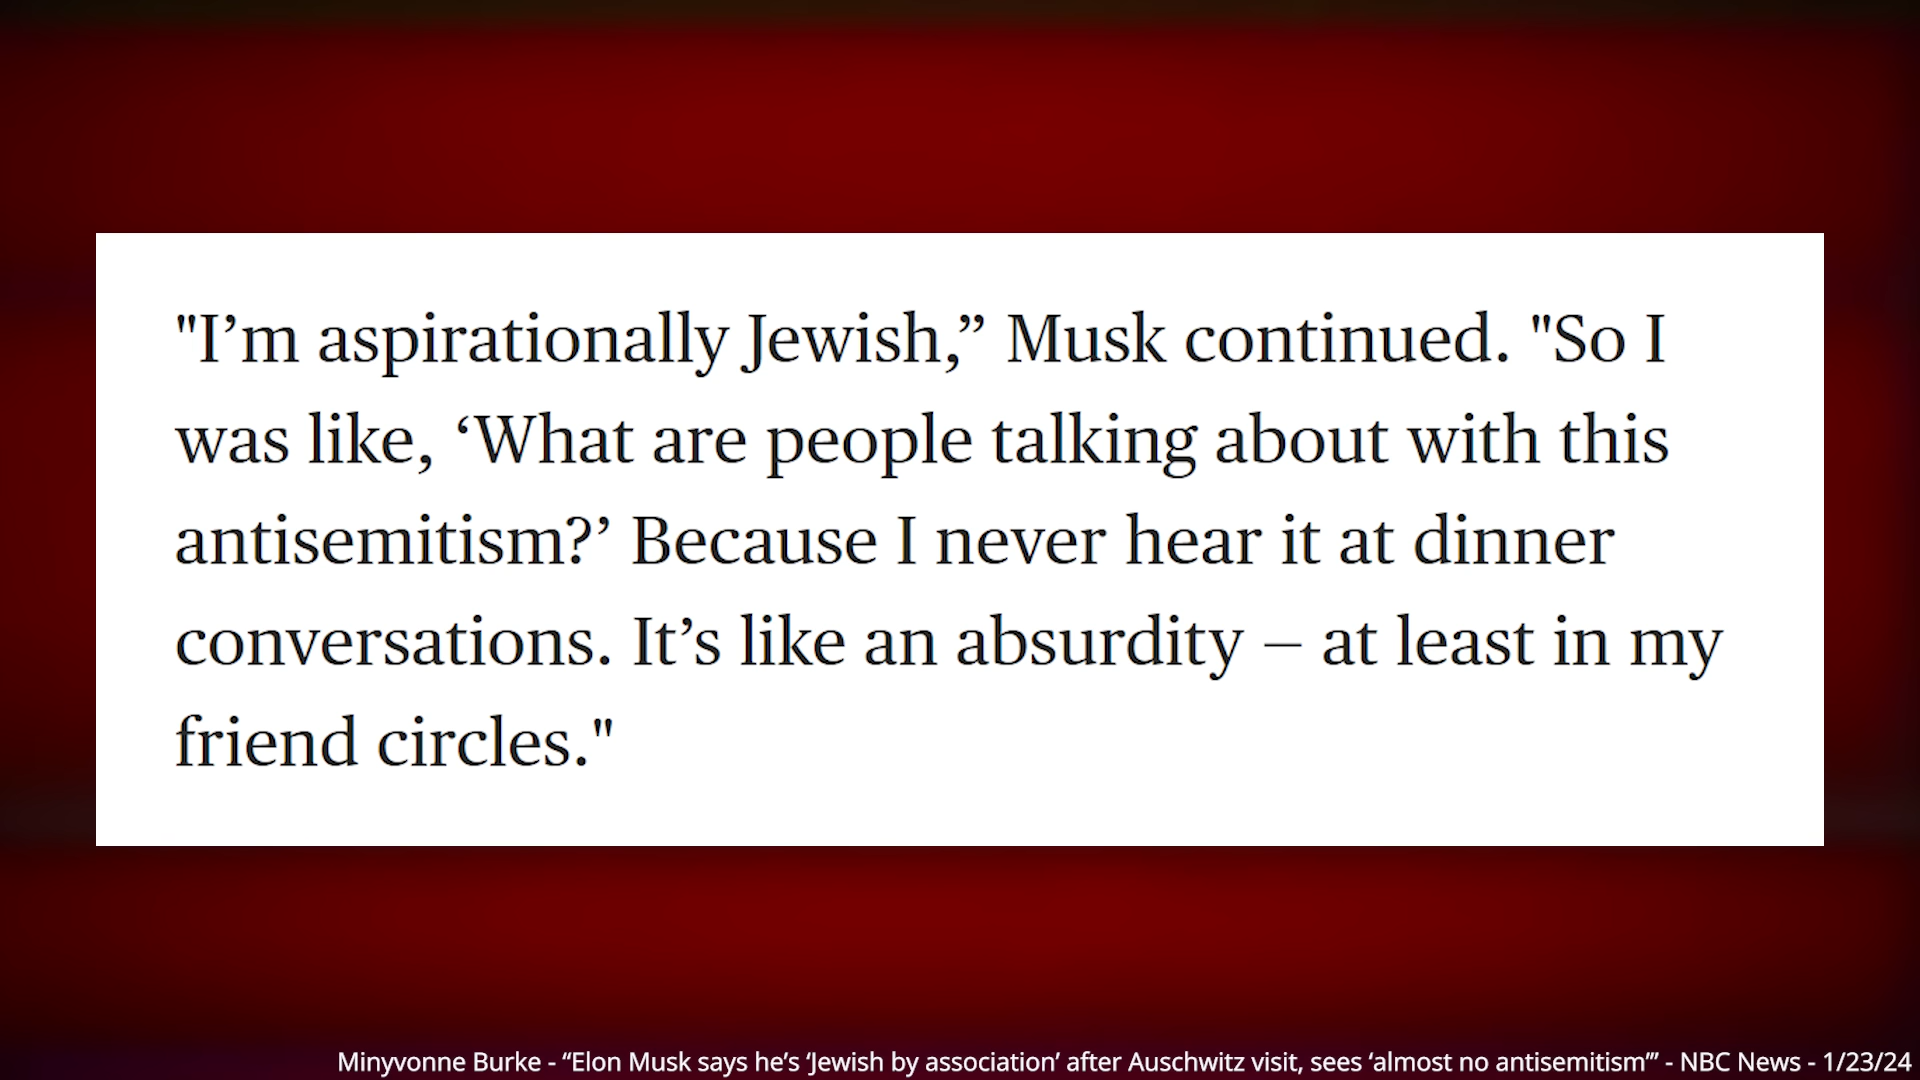 "I’m aspirationally Jewish,” Musk continued. "So I
was like, ‘What are people talking about with this
antisemitism?’ Because I never hear it at dinner
conversations. It’s like an absurdity — at least in my
friend circles."
Minyvonne Burke - “Elon Musk says he’s ‘Jewish by association’ after Auschwitz visit, sees ‘almost no antisemitism’” - NBC News - 1/23/24